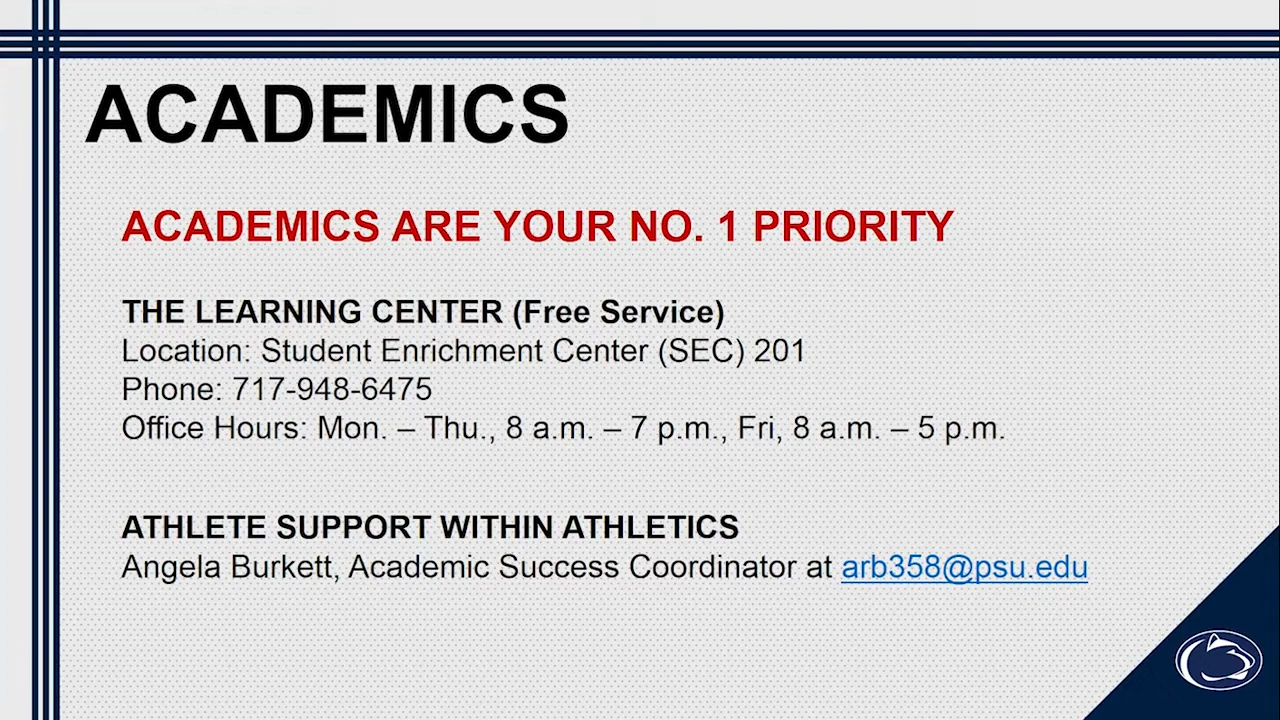 ACADEMICS
ACADEMICS ARE YOUR NO. 1 PRIORITY
THE LEARNING CENTER (Free Service)
Location: Student Enrichment Center (SEC) 201
Phone: 717-948-6475
Office Hours: Mon. – Thu., 8 a.m. – 7 p.m., Fri, 8 a.m. – 5 p.m.
ATHLETE SUPPORT WITHIN ATHLETICS
Angela Burkett, Academic Success Coordinator at arb358@psu.edu